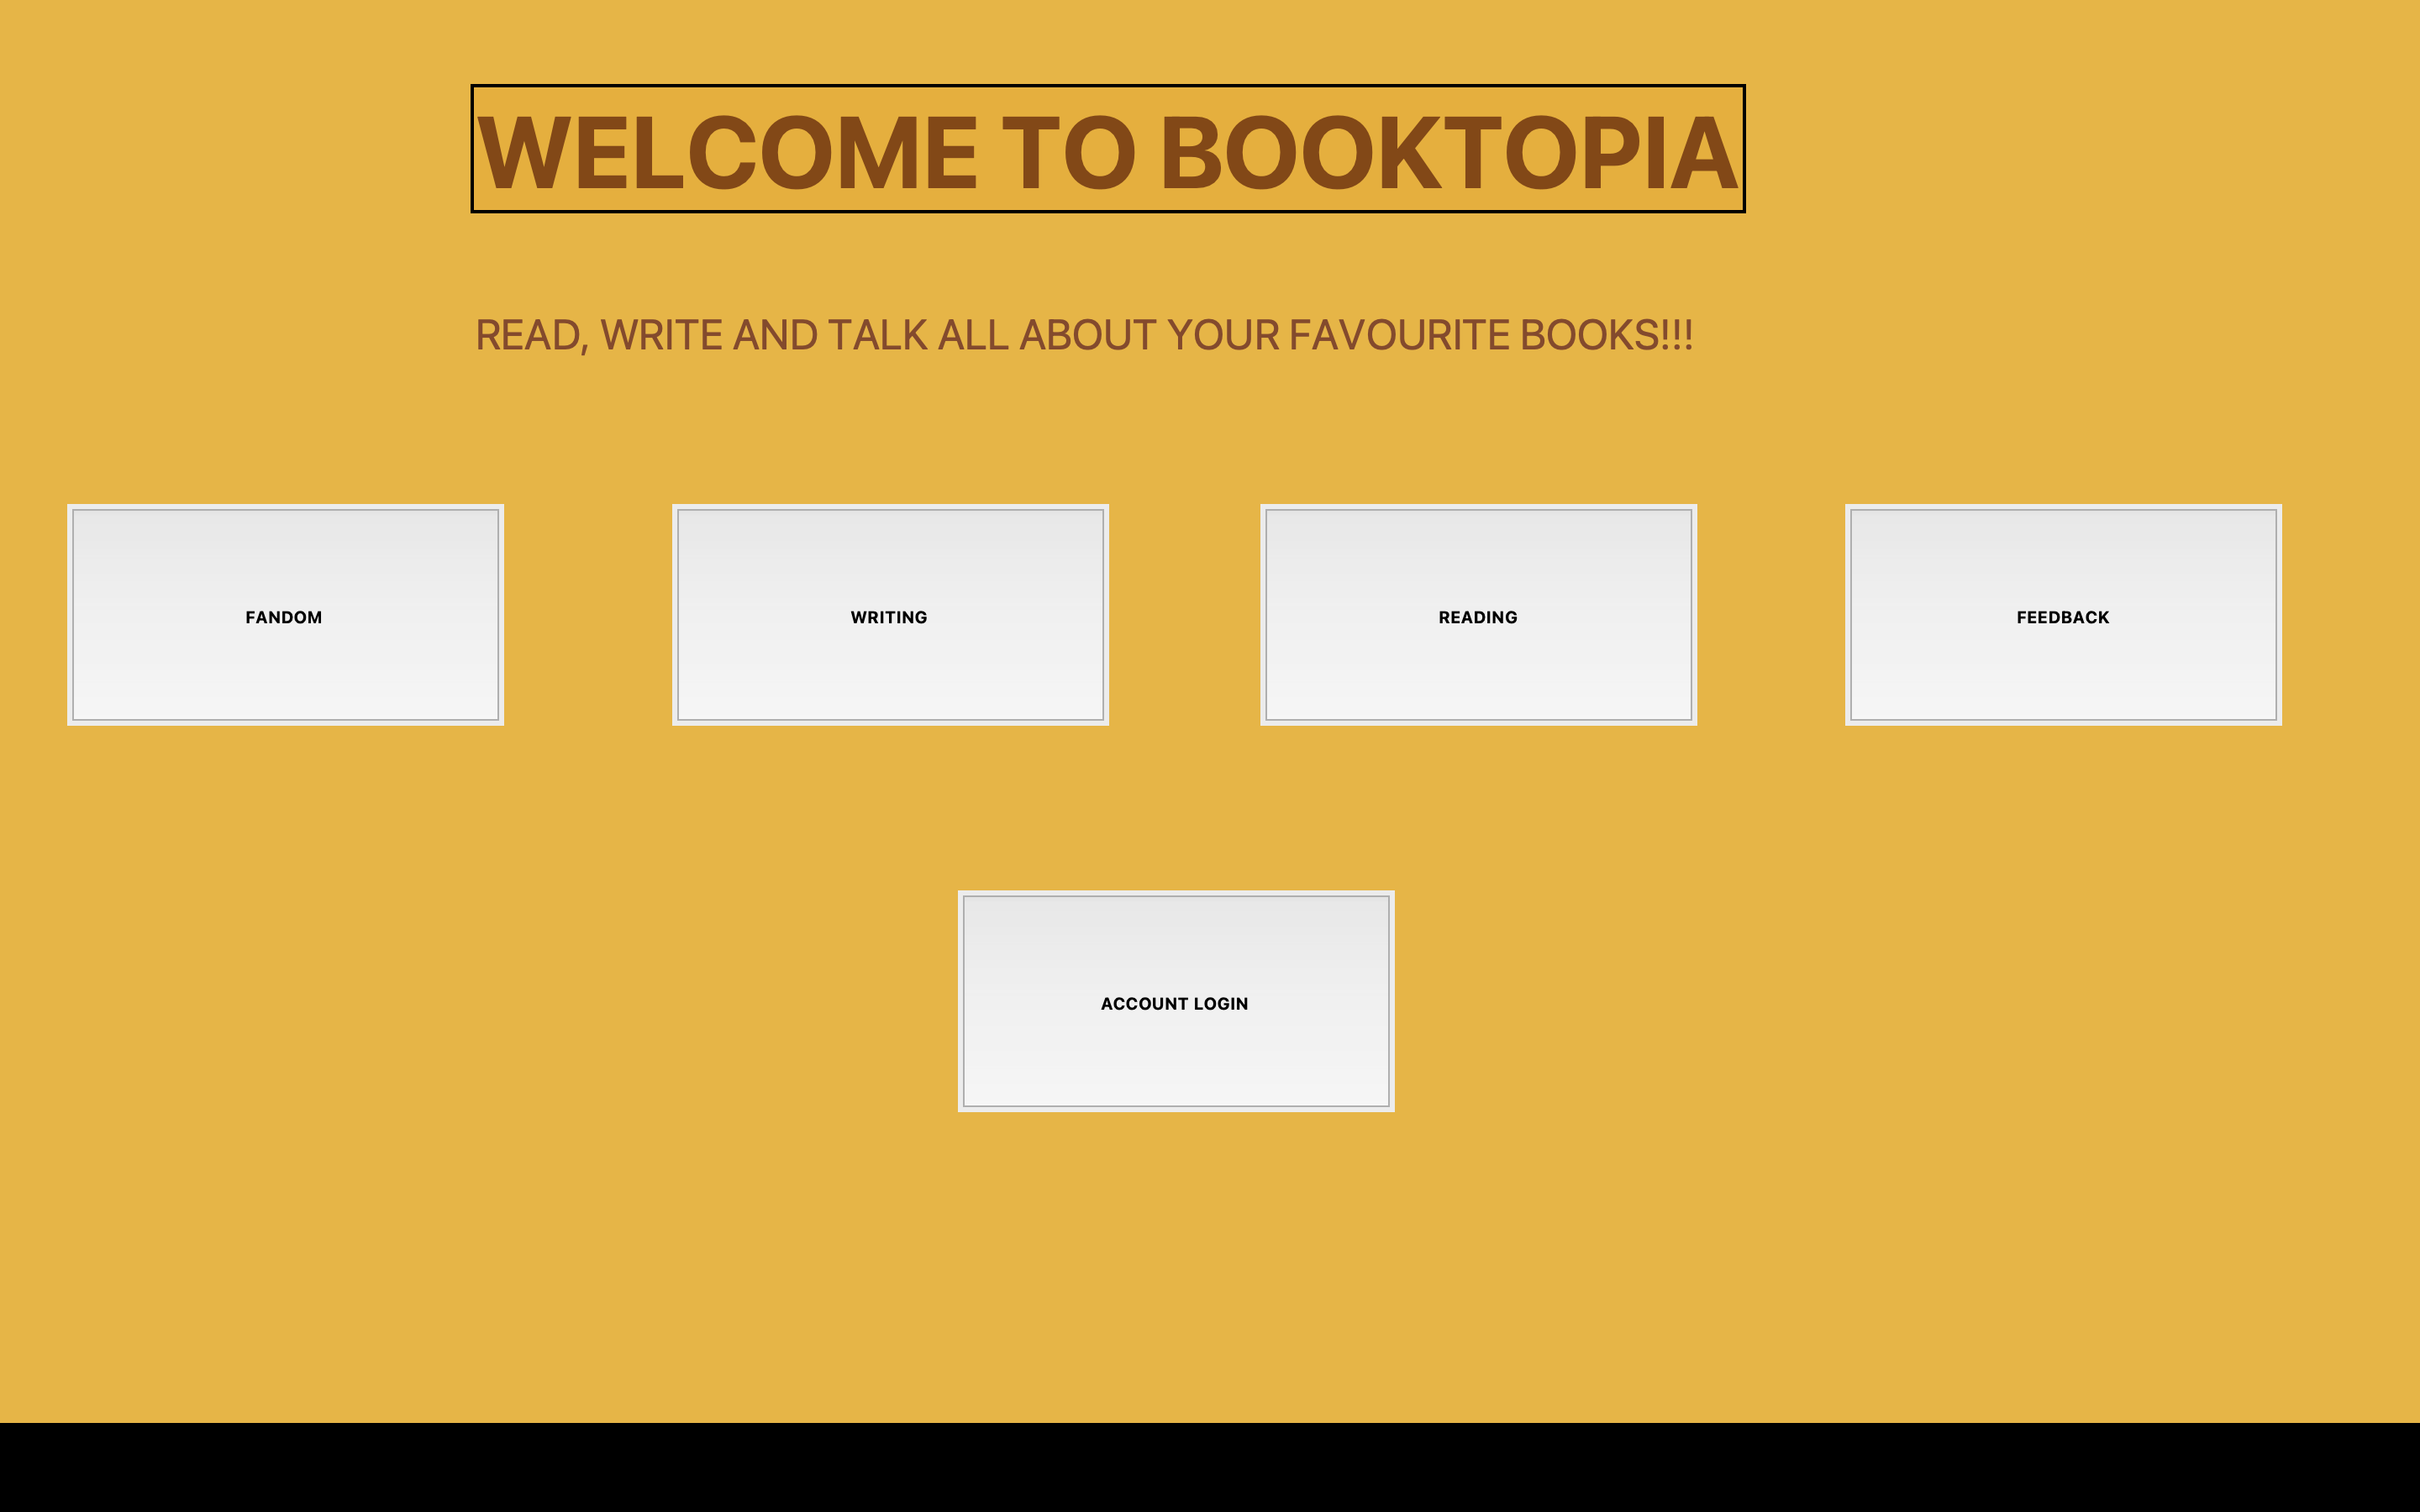 WELCOME TO BOOKTOPIA
READ, WRITE AND TALK ALL ABOUT YOUR FAVOURITE BOOKS!!!
FANDOM
WRITING
READING
FEEDBACK
ACCOUNT LOGIN